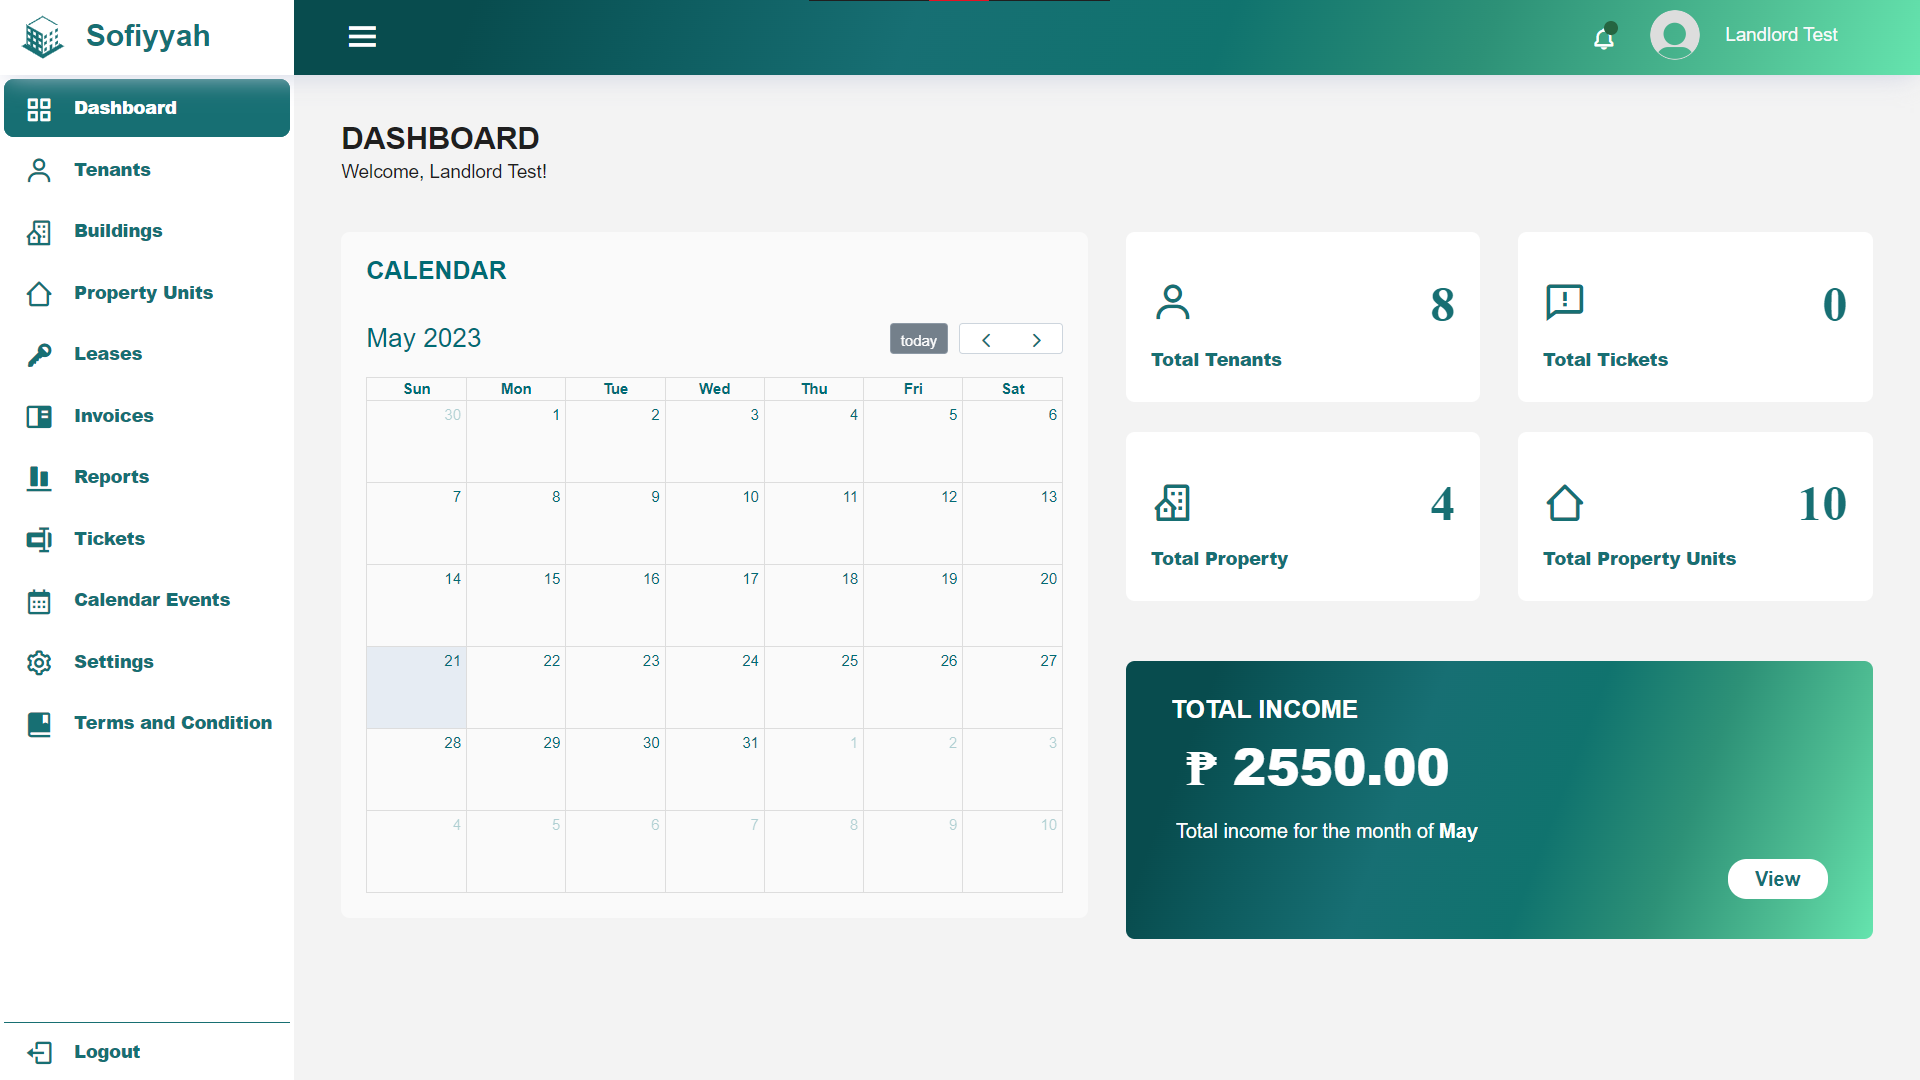 Sofiyyah
Landlord Test
Dashboard
Tenants
Buildings
Property Units
Leases
Invoices
Reports
Tickets
Calendar Events
Settings
Terms and Condition
Logout
DASHBOARD
Welcome, Landlord Test!
CALENDAR
May 2023
today
Sun Mon Tue Wed Thu Fri Sat
30 1 2 3 4 5 6
7 8 9 10 11 12 13
14 15 16 17 18 19 20
21 22 23 24 25 26 27
28 29 30 31 1 2 3
4 5 6 7 8 9 10
8
Total Tenants
0
Total Tickets
4
Total Property
10
Total Property Units
TOTAL INCOME
₱ 2550.00
Total income for the month of May
View